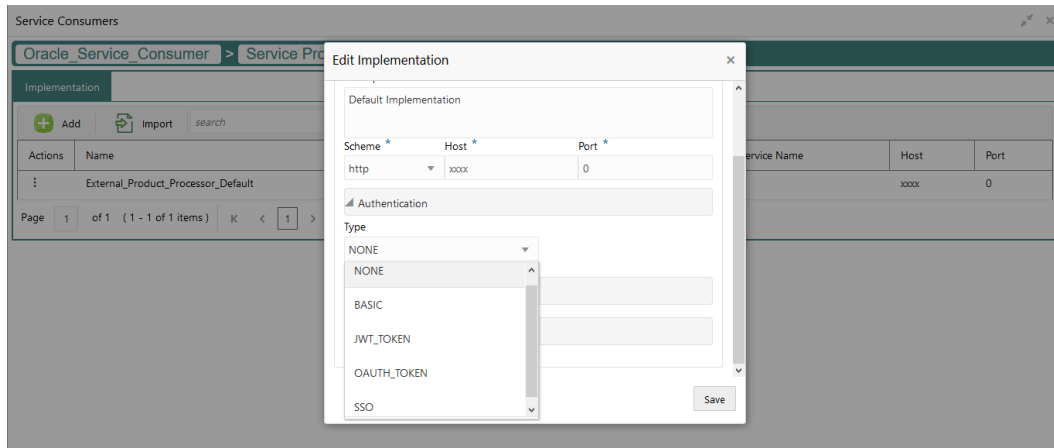 Service Consumers
Oracle_Service_Consumer > Service Pro
Implementation
Add Import search
Actions Name ervice Name Host Port
External_Product_Processor_Default xxxx 0
Page 1 of 1 (1 - 1 of 1 items) K < 1 >
Edit Implementation ×
Default Implementation
Scheme * Host * Port *
http xxxx 0
Authentication
Type
NONE
NONE
BASIC
JWT_TOKEN
OAUTH_TOKEN
SSO
Save